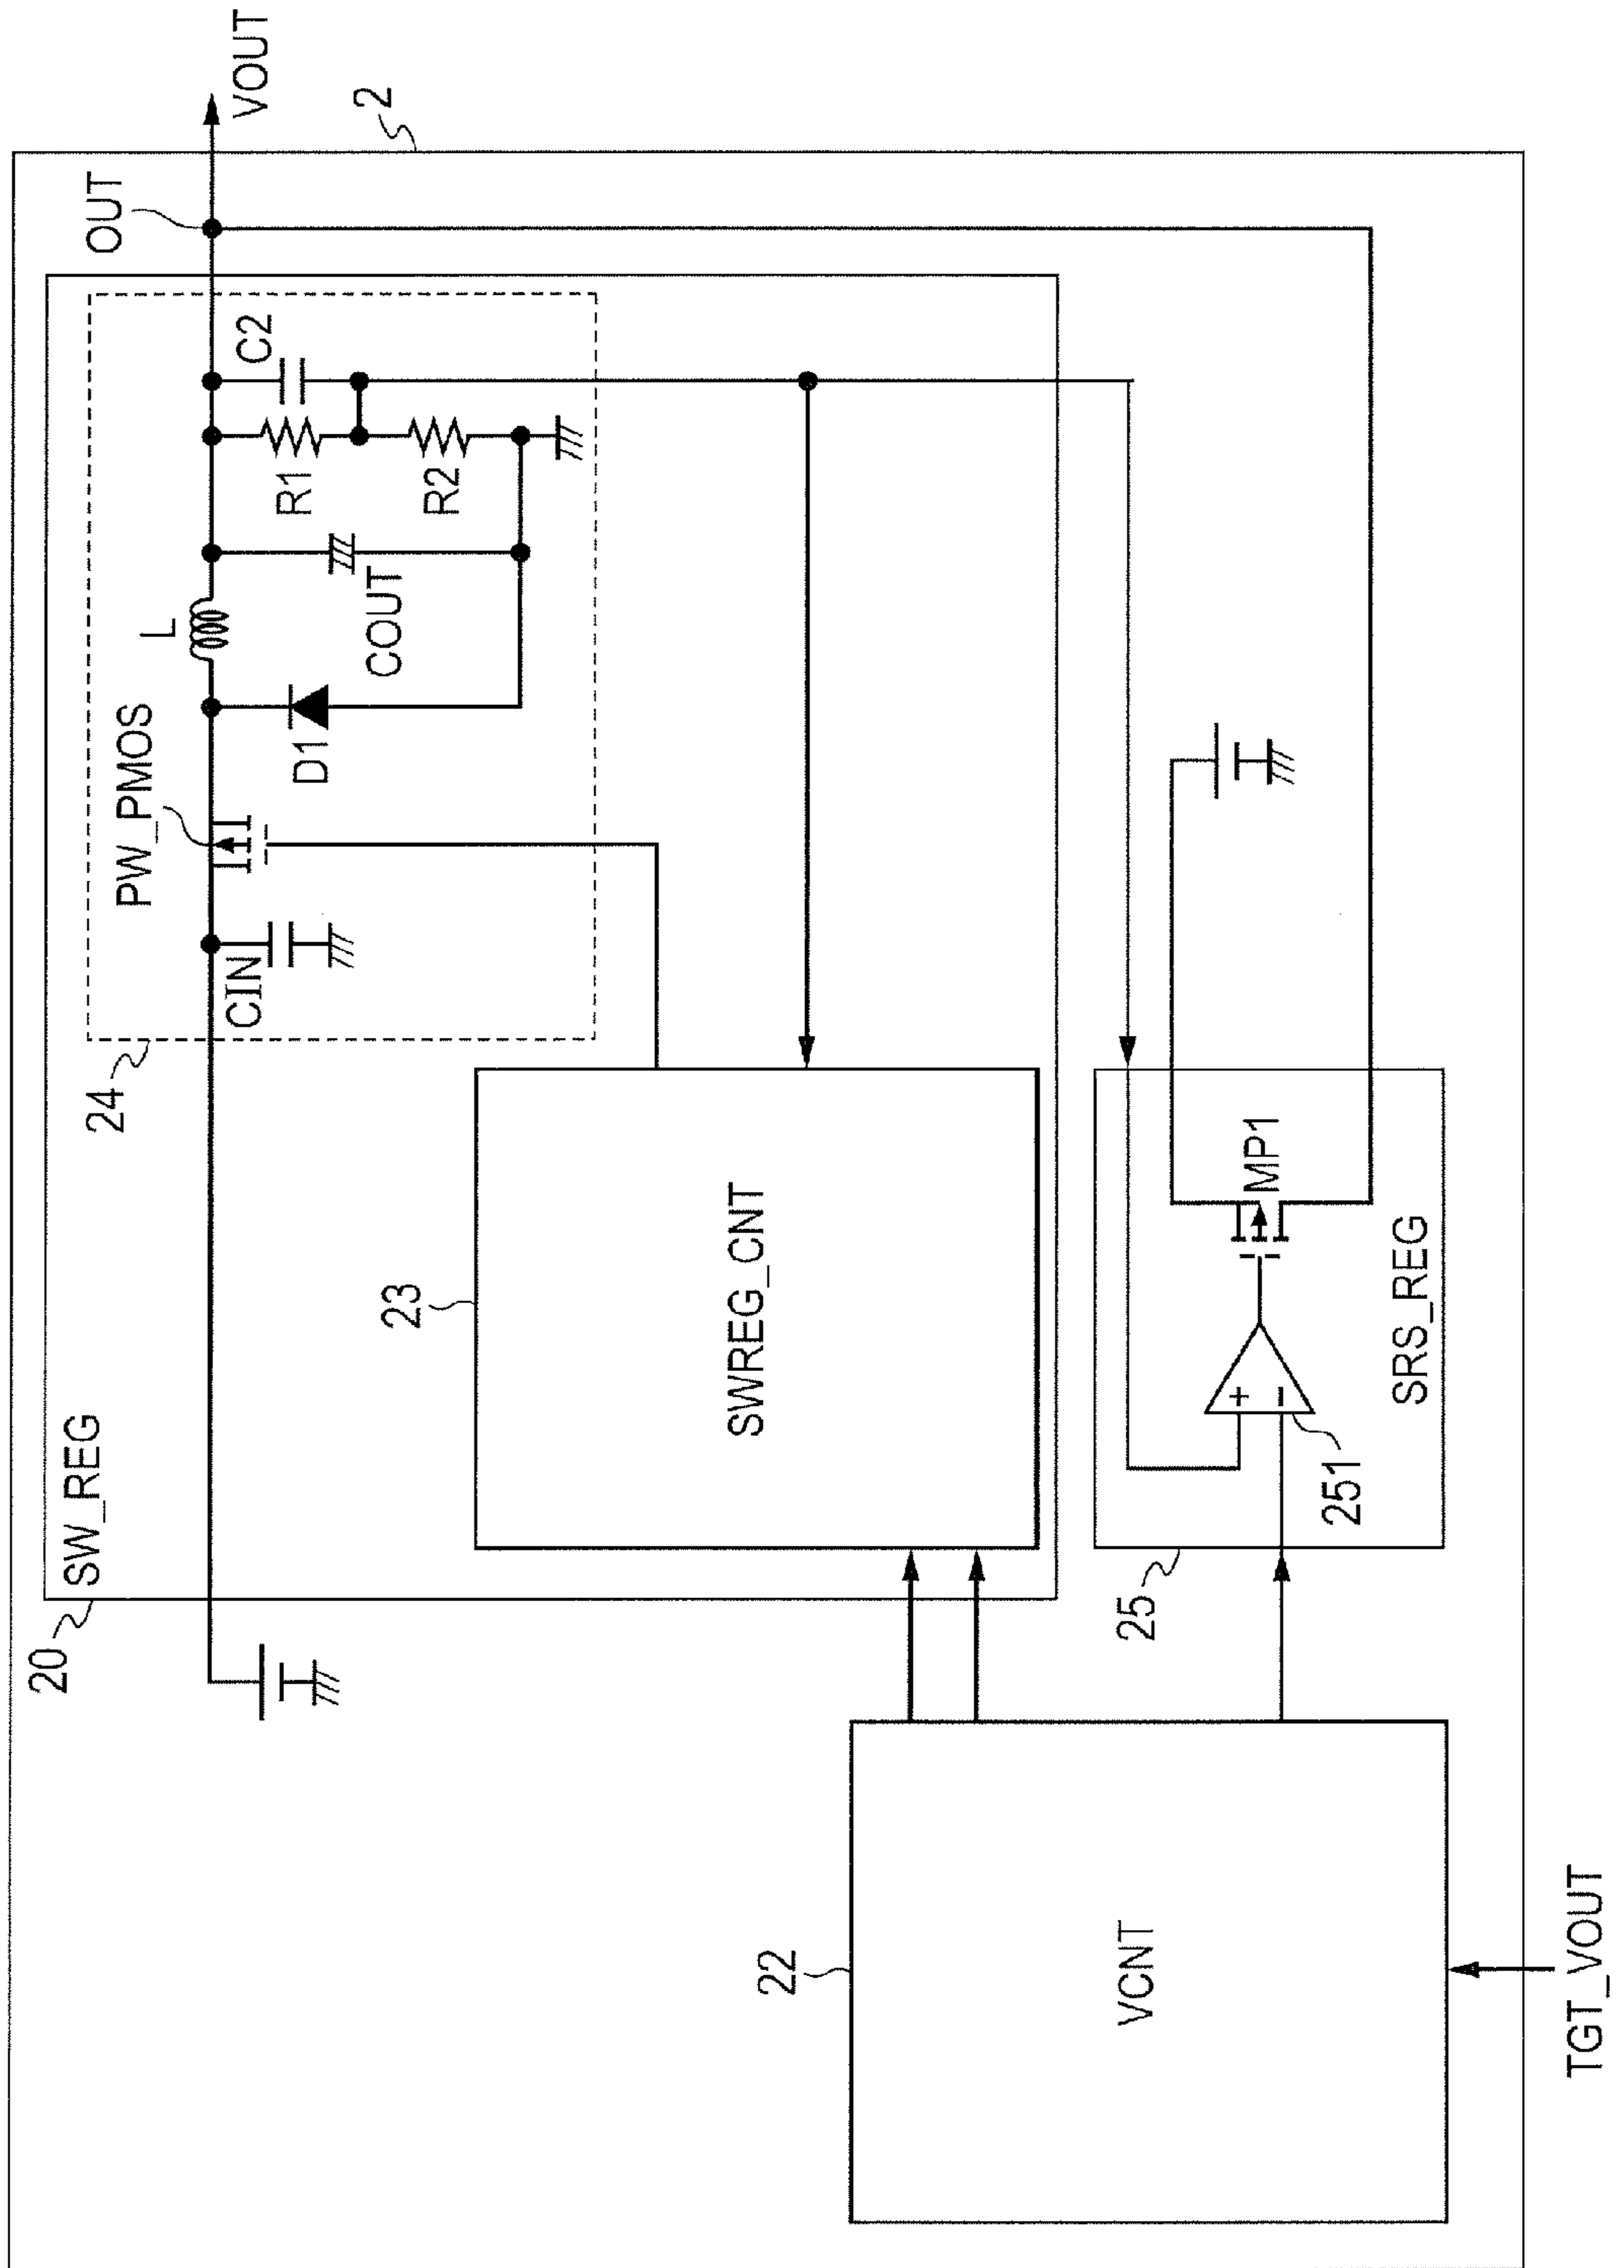 2
20
SW_REG
24
PW_PMOS
L
OUT
VOUT
CIN
D1
COUT
R1
R2
C2
23
SWREG_CNT
22
VCNT
25
251
MP1
SRS_REG
+
-
TGT_VOUT